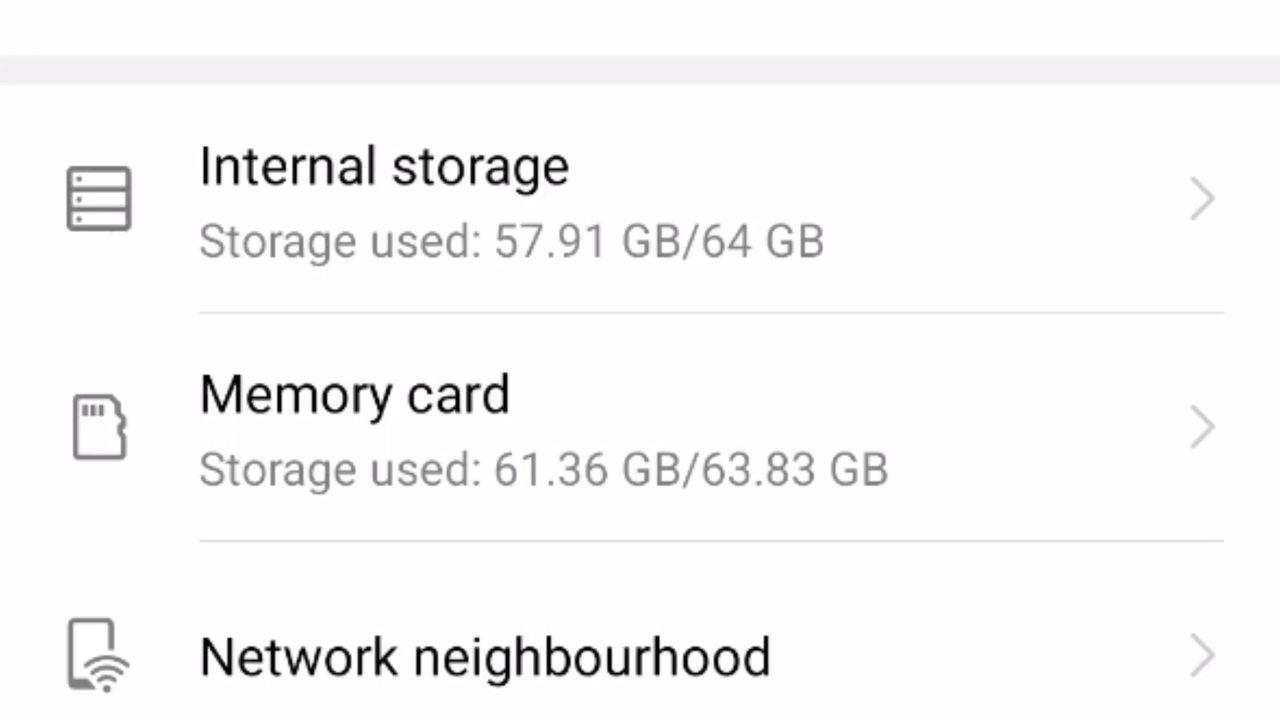 Internal storage
Storage used: 57.91 GB/64 GB
Memory card
Storage used: 61.36 GB/63.83 GB
Network neighbourhood